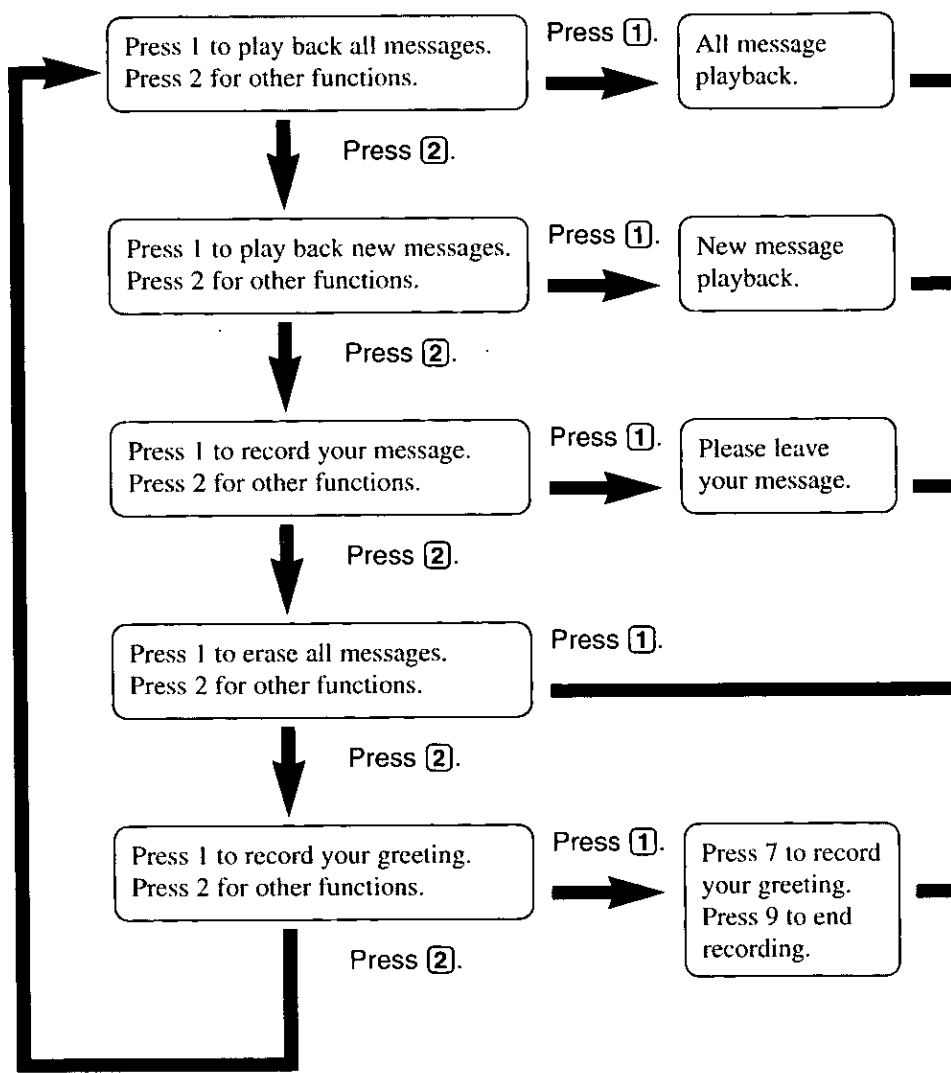 Press 1 to play back all messages.
Press 2 for other functions.
Press 1.
All message
playback.
Press 2.
Press 1 to play back new messages.
Press 2 for other functions.
Press 1.
New message
playback.
Press 2.
Press 1 to record your message.
Press 2 for other functions.
Press 1.
Please leave
your message.
Press 2.
Press 1 to erase all messages.
Press 2 for other functions.
Press 1.
Press 2.
Press 1 to record your greeting.
Press 2 for other functions.
Press 1.
Press 7 to record
your greeting.
Press 9 to end
recording.
Press 2.